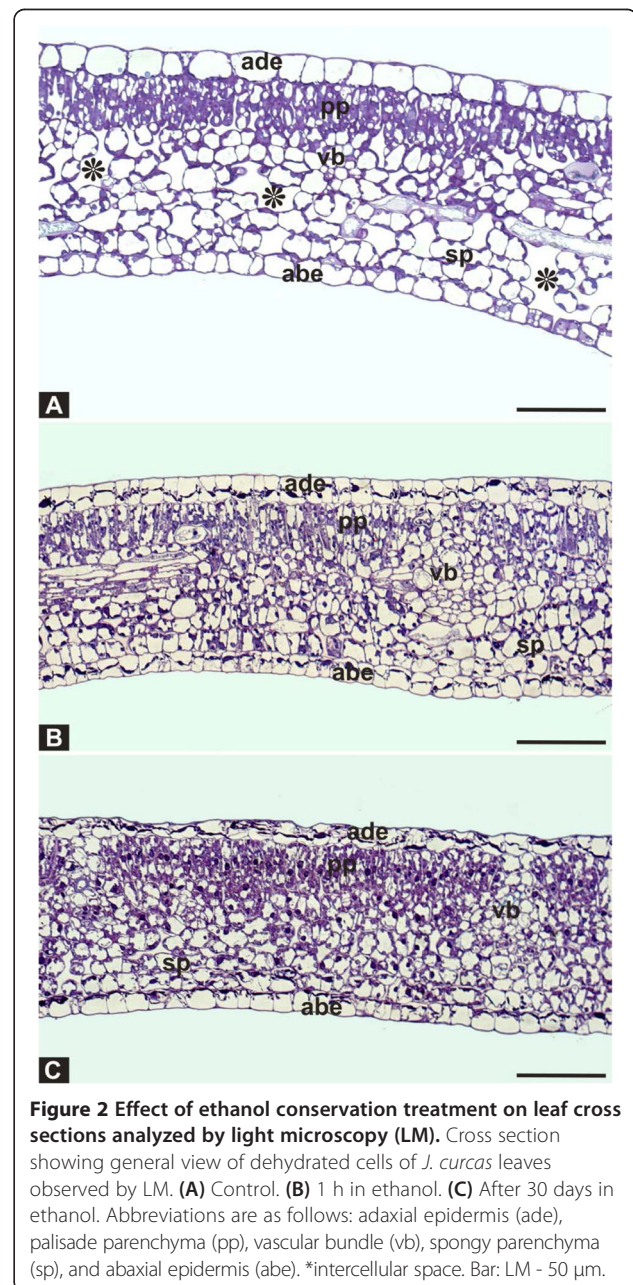 ade
pp
vb
*
*
sp
*
abe
A
ade
pp
vb
sp
abe
B
ade
pp
vb
sp
abe
C
Figure 2 Effect of ethanol conservation treatment on leaf cross
sections analyzed by light microscopy (LM). Cross section
showing general view of dehydrated cells of J. curcas leaves
observed by LM. (A) Control. (B) 1 h in ethanol. (C) After 30 days in
ethanol. Abbreviations are as follows: adaxial epidermis (ade),
palisade parenchyma (pp), vascular bundle (vb), spongy parenchyma
(sp), and abaxial epidermis (abe). *intercellular space. Bar: LM - 50 μm.